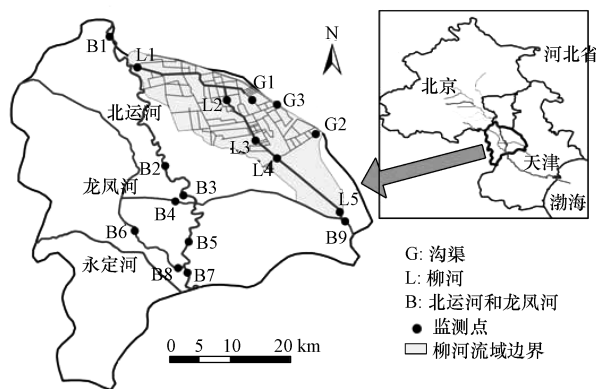 B1
L1
北运河
L2
G1
G3
G2
L3
L4
B2
龙凤河
B3
B4
L5
B9
B6
B5
永定河
B8
B7
0 5 10 20 km
N
河北省
北京
天津
渤海
G: 沟渠
L: 柳河
B: 北运河和龙凤河
监测点
柳河流域边界